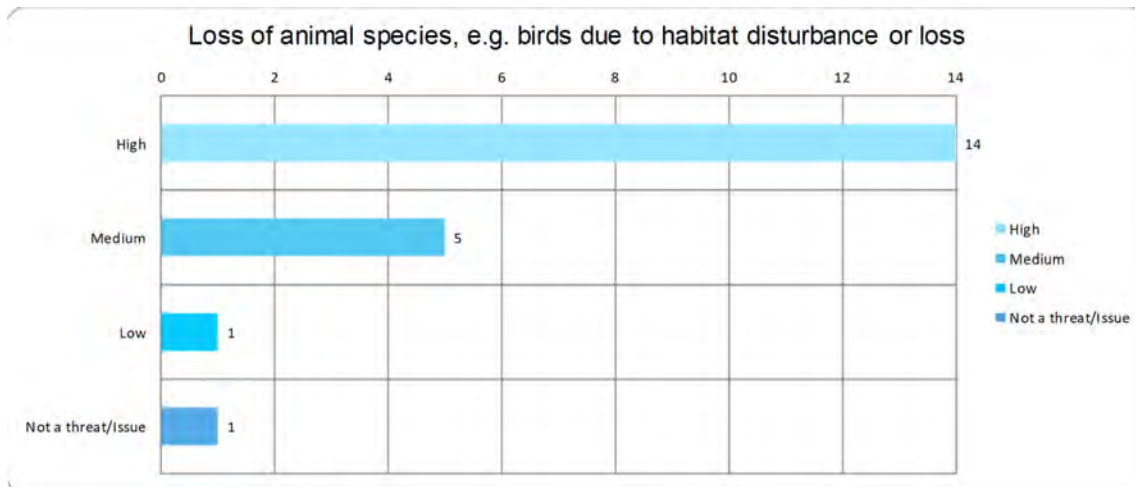 Loss of animal species, e.g. birds due to habitat disturbance or loss
0 2 4 6 8 10 12 14
High 14
Medium 5
Low 1
Not a threat/Issue 1
High
Medium
Low
Not a threat/Issue